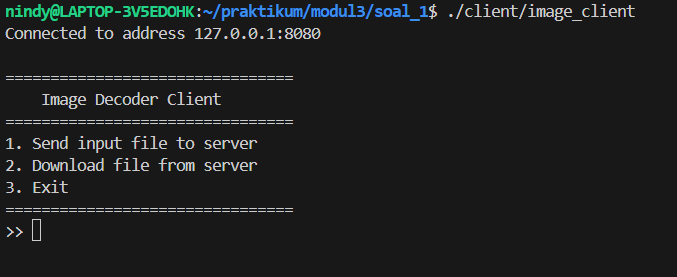 nindy@LAPTOP-3V5EDOHK:~/praktikum/modul3/soal_1$ ./client/image_client
Connected to address 127.0.0.1:8080
================================
    Image Decoder Client
================================
1. Send input file to server
2. Download file from server
3. Exit
================================
>>